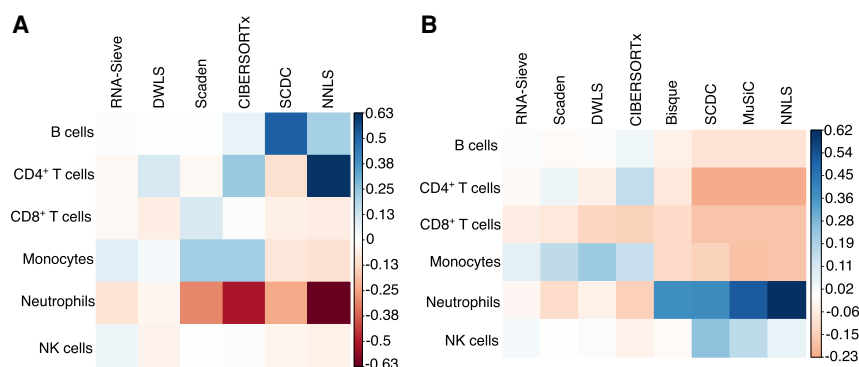 A
RNA-Sieve
DWLS
Scaden
CIBERSORTx
SCDC
NNLS
B cells
CD4⁺ T cells
CD8⁺ T cells
Monocytes
Neutrophils
NK cells
0.63
0.5
0.38
0.25
0.13
0
-0.13
-0.25
-0.38
-0.5
-0.63
B
RNA-Sieve
Scaden
DWLS
CIBERSORTx
Bisque
SCDC
MuSiC
NNLS
B cells
CD4⁺ T cells
CD8⁺ T cells
Monocytes
Neutrophils
NK cells
0.62
0.54
0.45
0.36
0.28
0.19
0.11
0.02
-0.06
-0.15
-0.23